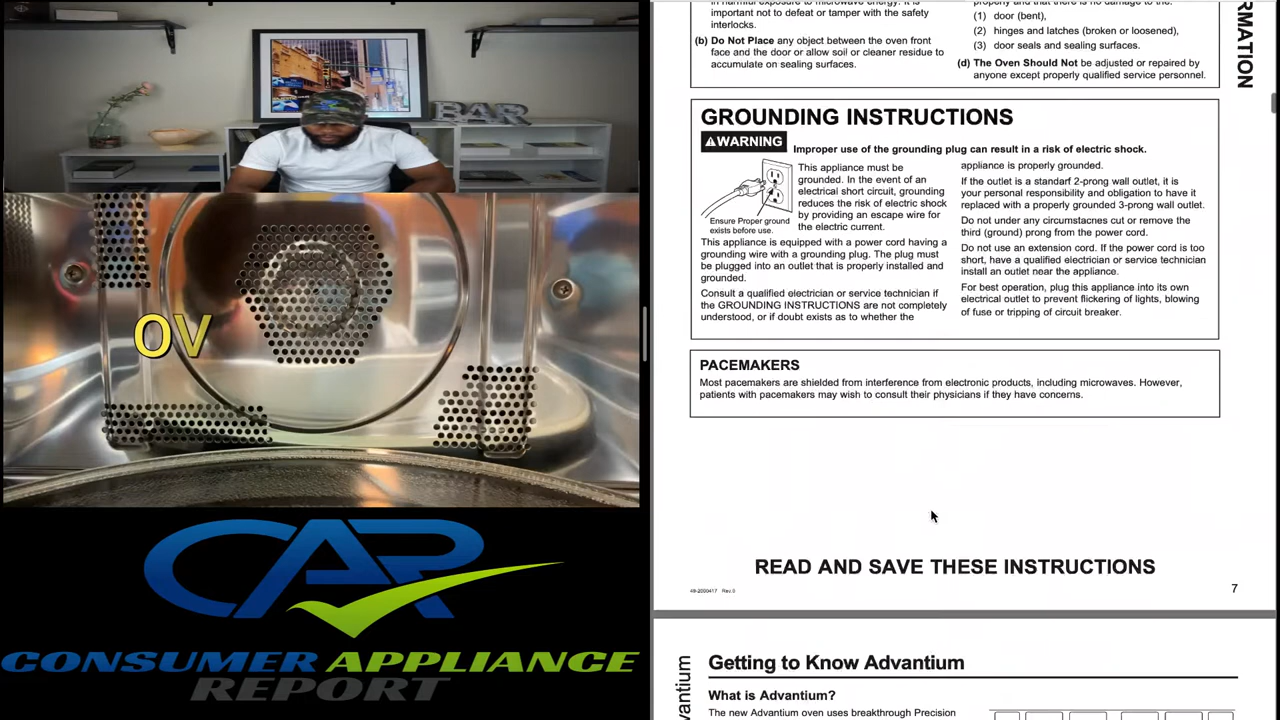 BAR
OV
CAR
CONSUMER APPLIANCE
REPORT
important not to defeat or tamper with the safety
interlocks.
(b) Do Not Place any object between the oven front
face and the door or allow soil or cleaner residue to
accumulate on sealing surfaces.
(1) door (bent),
(2) hinges and latches (broken or loosened),
(3) door seals and sealing surfaces.
(d) The Oven Should Not be adjusted or repaired by
anyone except properly qualified service personnel.
RMATION
GROUNDING INSTRUCTIONS
WARNING Improper use of the grounding plug can result in a risk of electric shock.
Ensure Proper ground
exists before use.
This appliance must be
grounded. In the event of an
electrical short circuit, grounding
reduces the risk of electric shock
by providing an escape wire for
the electric current.
This appliance is equipped with a power cord having a
grounding wire with a grounding plug. The plug must
be plugged into an outlet that is properly installed and
grounded.
Consult a qualified electrician or service technician if
the GROUNDING INSTRUCTIONS are not completely
understood, or if doubt exists as to whether the
appliance is properly grounded.
If the outlet is a standarf 2-prong wall outlet, it is
your personal responsibility and obligation to have it
replaced with a properly grounded 3-prong wall outlet.
Do not under any circumstacnes cut or remove the
third (ground) prong from the power cord.
Do not use an extension cord. If the power cord is too
short, have a qualified electrician or service technician
install an outlet near the appliance.
For best operation, plug this appliance into its own
electrical outlet to prevent flickering of lights, blowing
of fuse or tripping of circuit breaker.
PACEMAKERS
Most pacemakers are shielded from interference from electronic products, including microwaves. However,
patients with pacemakers may wish to consult their physicians if they have concerns.
READ AND SAVE THESE INSTRUCTIONS
49-2000417 Rev.0
7
vantium
Getting to Know Advantium
What is Advantium?
The new Advantium oven uses breakthrough Precision